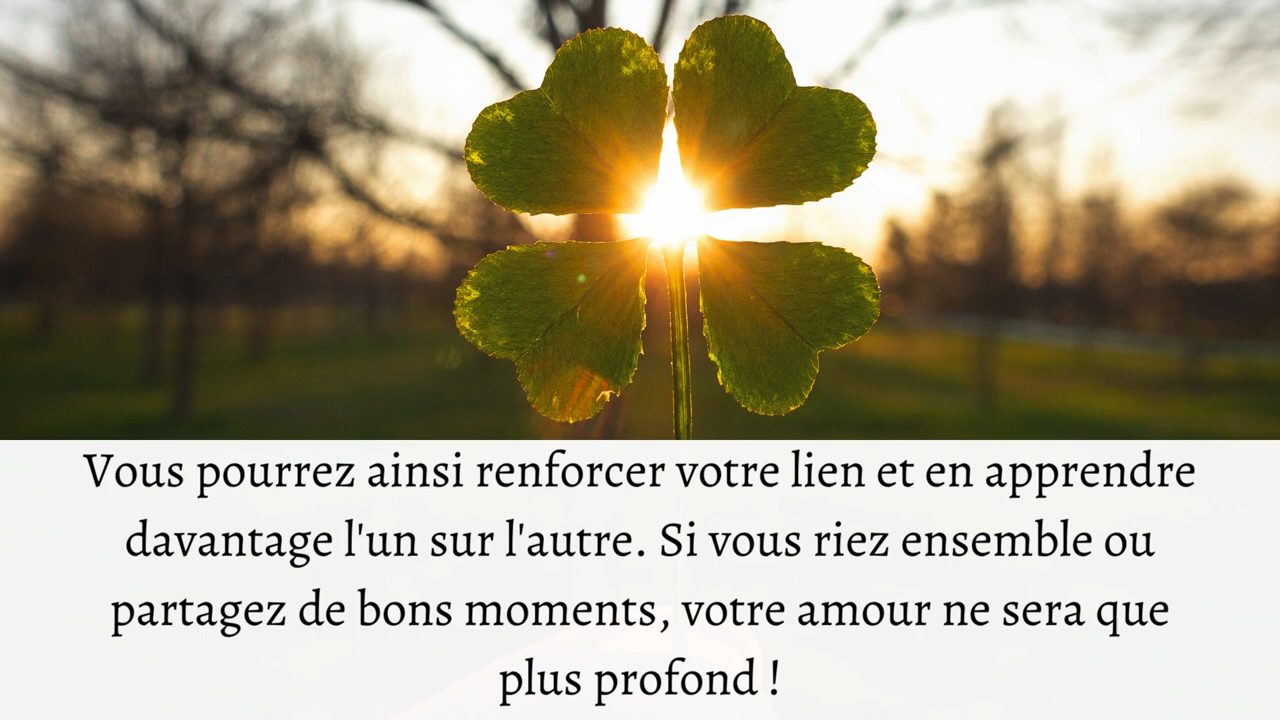 Vous pourrez ainsi renforcer votre lien et en apprendre
davantage l'un sur l'autre. Si vous riez ensemble ou
partagez de bons moments, votre amour ne sera que
plus profond !